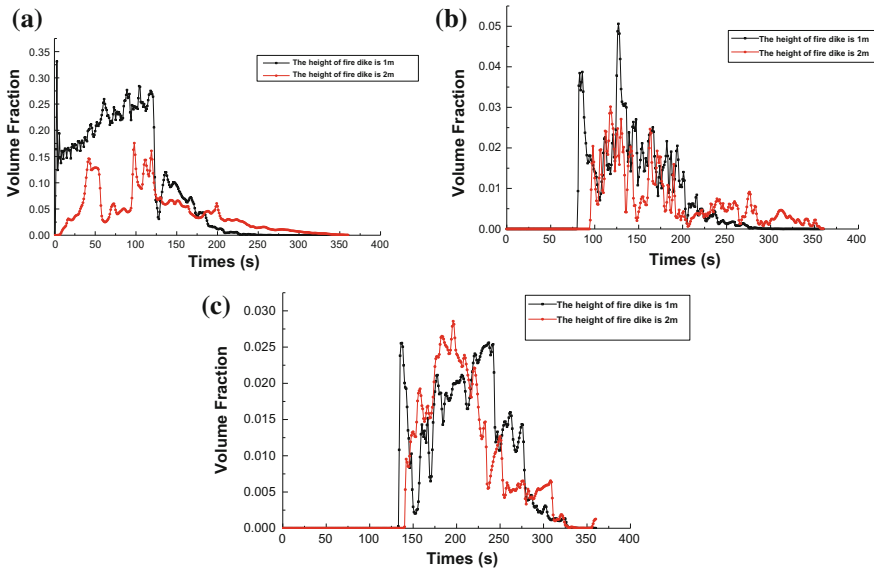 (a)
The height of fire dike is 1m
The height of fire dike is 2m
Volume Fraction
0.35
0.30
0.25
0.20
0.15
0.10
0.05
0.00
0 50 100 150 200 250 300 350 400
Times (s)
(b)
The height of fire dike is 1m
The height of fire dike is 2m
Volume Fraction
0.05
0.04
0.03
0.02
0.01
0.00
0 50 100 150 200 250 300 350 400
Times (s)
(c)
The height of fire dike is 1m
The height of fire dike is 2m
Volume Fraction
0.030
0.025
0.020
0.015
0.010
0.005
0.000
0 50 100 150 200 250 300 350 400
Times (s)